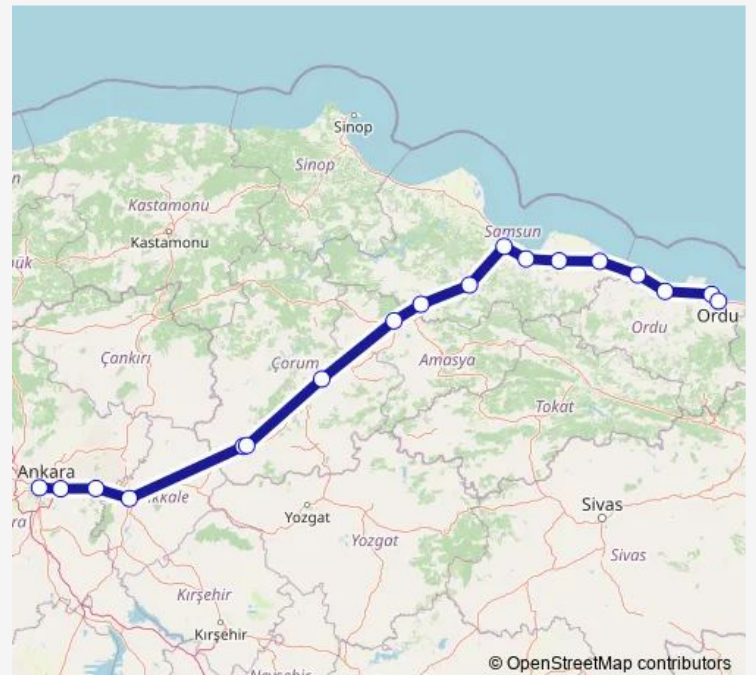 Sinop
Sinop
Kastamonu
Kastamonu
Samsun
Ordu
Ordu
Çankırı
Çorum
Amasya
Tokat
Ankara
Yozgat
Yozgat
Sivas
Sivas
Kırşehir
Kırşehir
© OpenStreetMap contributors